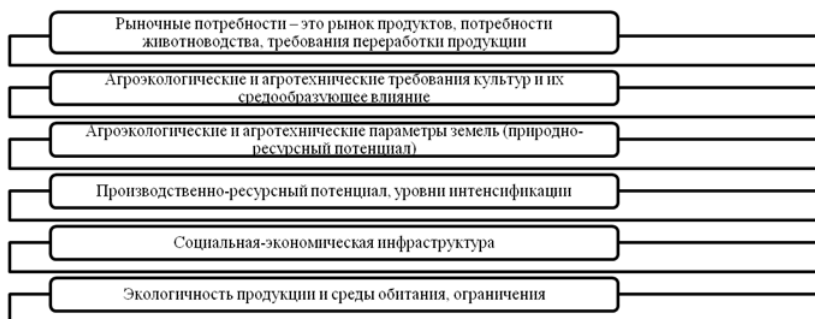 Рыночные потребности – это рынок продуктов, потребности
животноводства, требования переработки продукции
Агроэкологические и агротехнические требования культур и их
средообразующее влияние
Агроэкологические и агротехнические параметры земель (природно-
ресурсный потенциал)
Производственно-ресурсный потенциал, уровни интенсификации
Социальная-экономическая инфраструктура
Экологичность продукции и среды обитания, ограничения